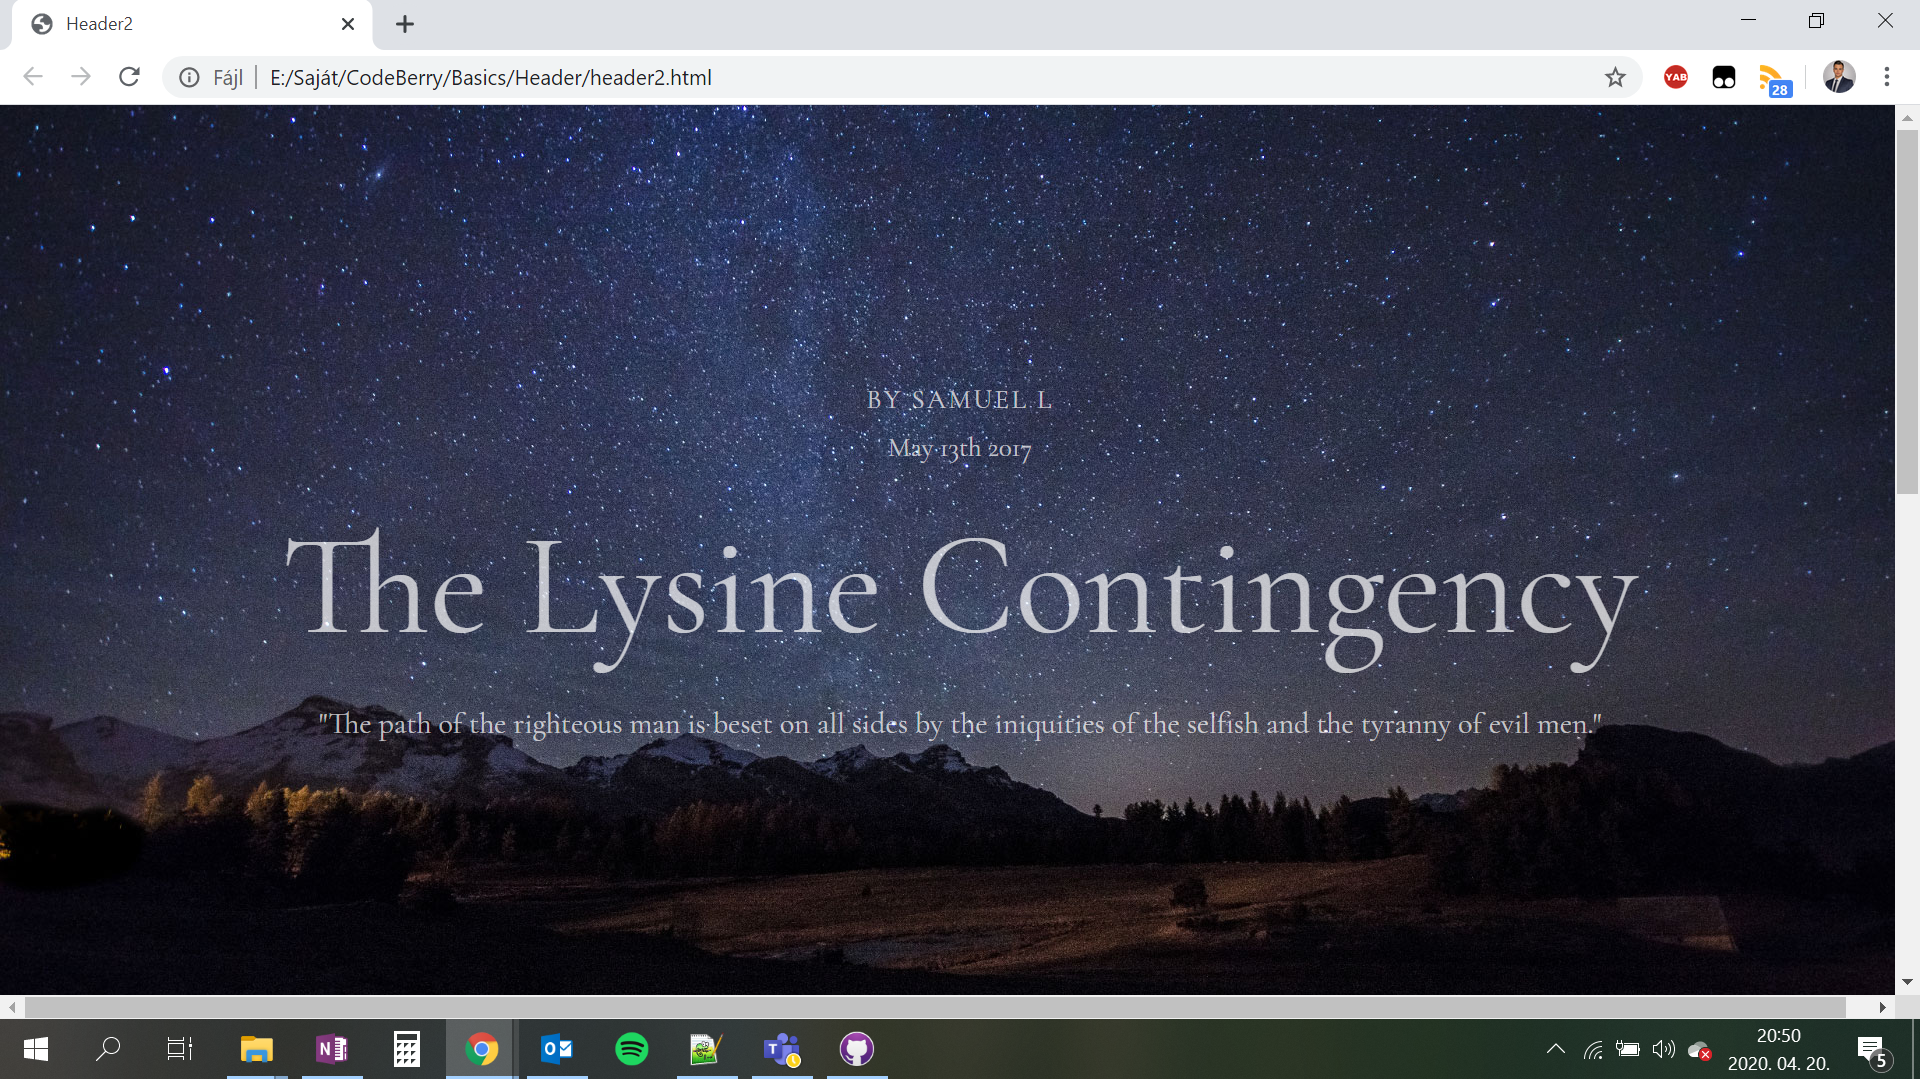 Header2
Fájl | E:/Saját/CodeBerry/Basics/Header/header2.html
YAB
28
BY SAMUEL L
May 13th 2017
The Lysine Contingency
"The path of the righteous man is beset on all sides by the iniquities of the selfish and the tyranny of evil men."
20:50
2020. 04. 20.
5